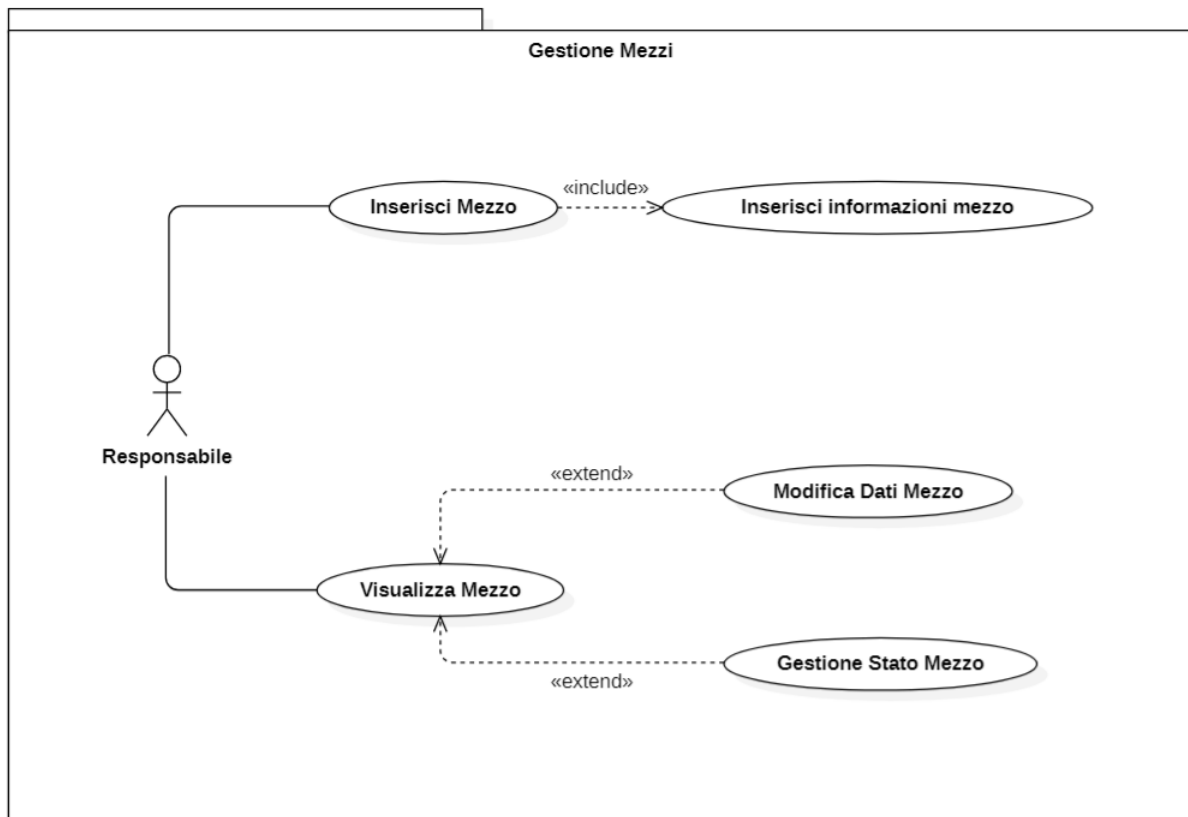 Gestione Mezzi
«include»
Inserisci Mezzo
Inserisci informazioni mezzo
Responsabile
«extend»
Modifica Dati Mezzo
Visualizza Mezzo
Gestione Stato Mezzo
«extend»